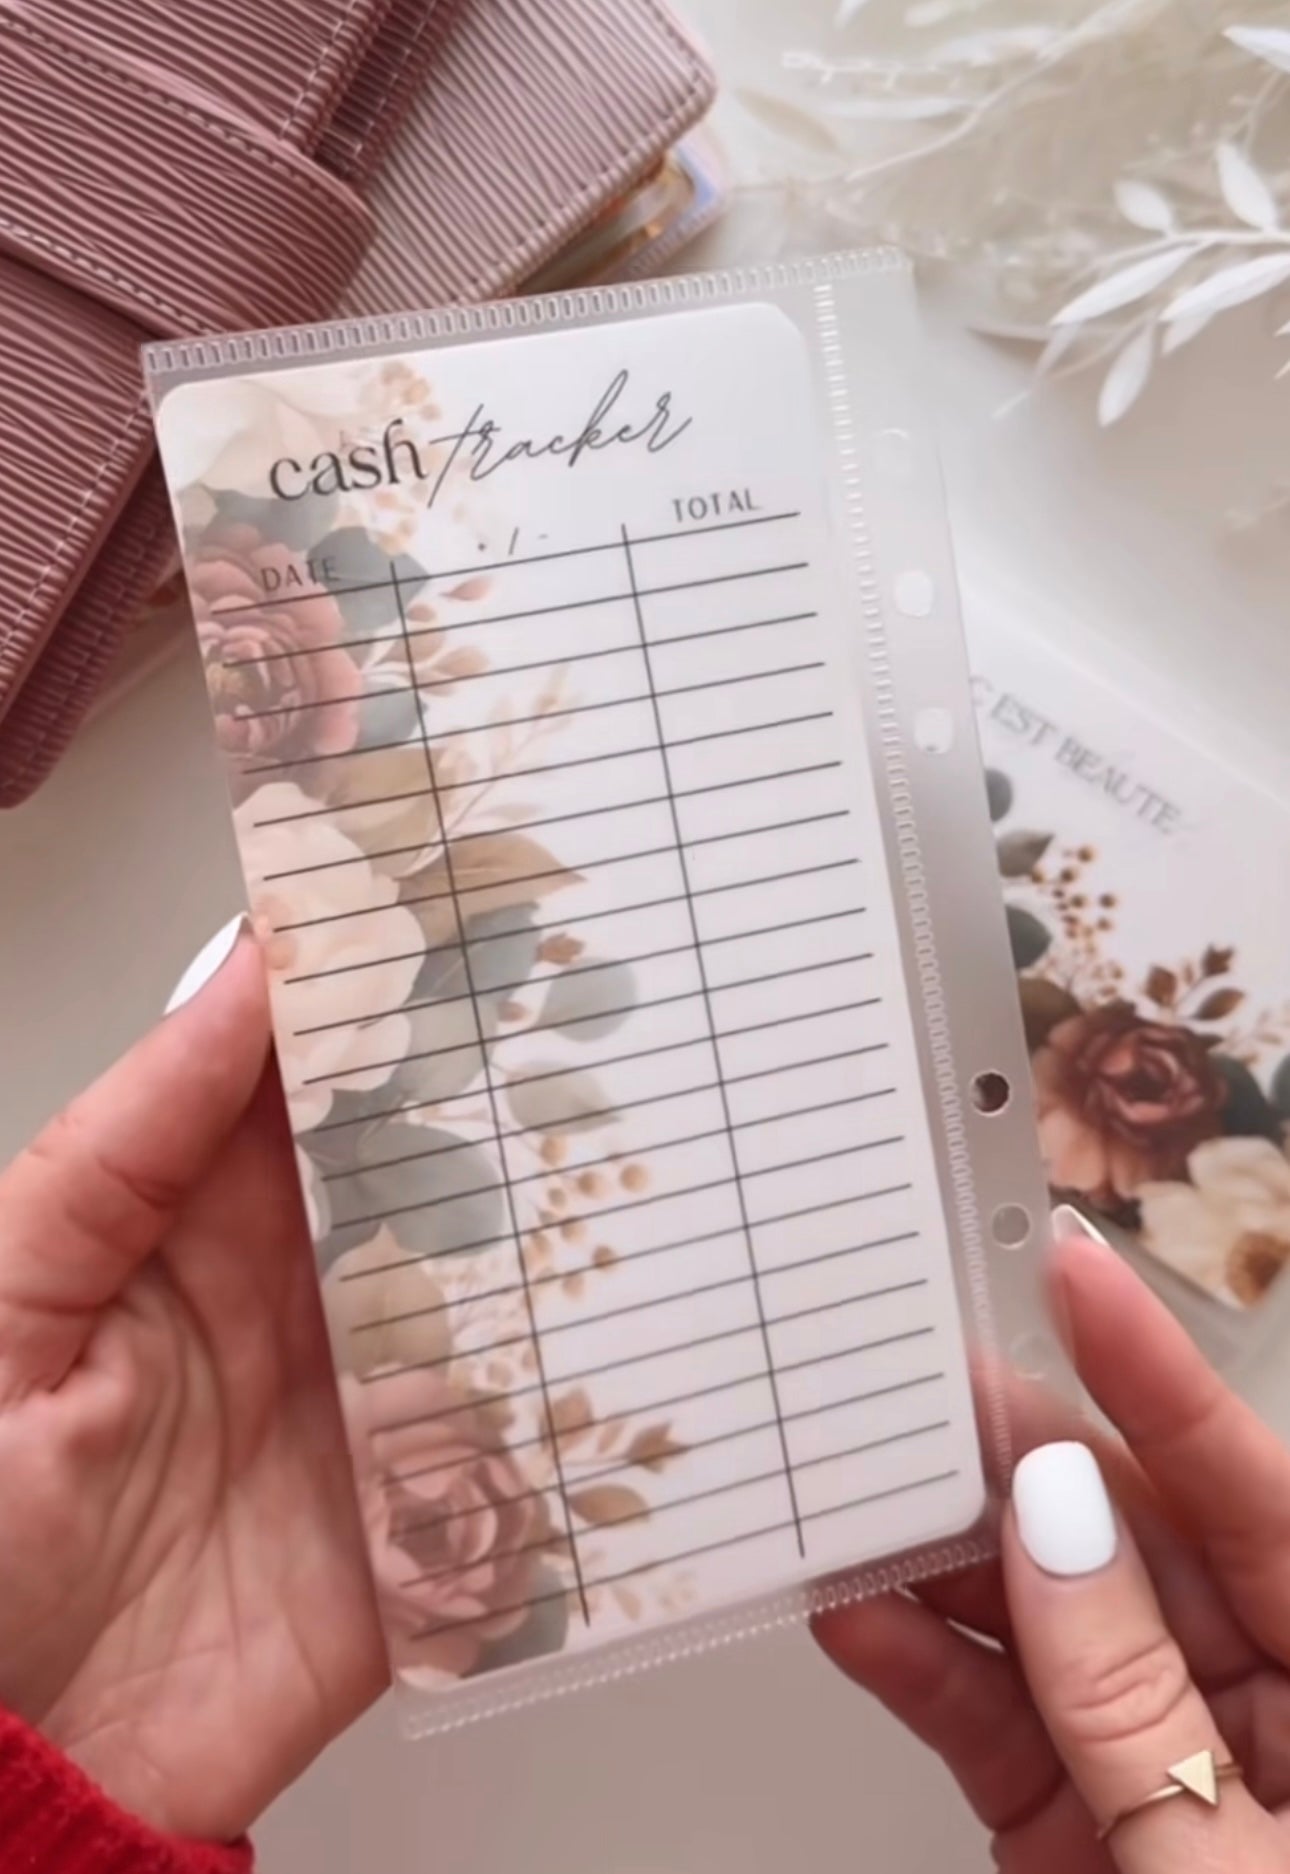 cash tracker
DATE + / - TOTAL
C EST BEAUTE